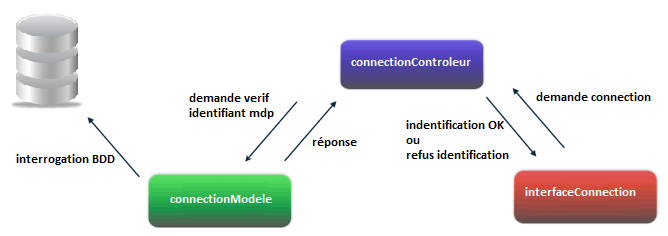 connectionControleur
demande verif
identifiant mdp
demande connection
indentification OK
ou
refus identification
réponse
interrogation BDD
connectionModele
interfaceConnection